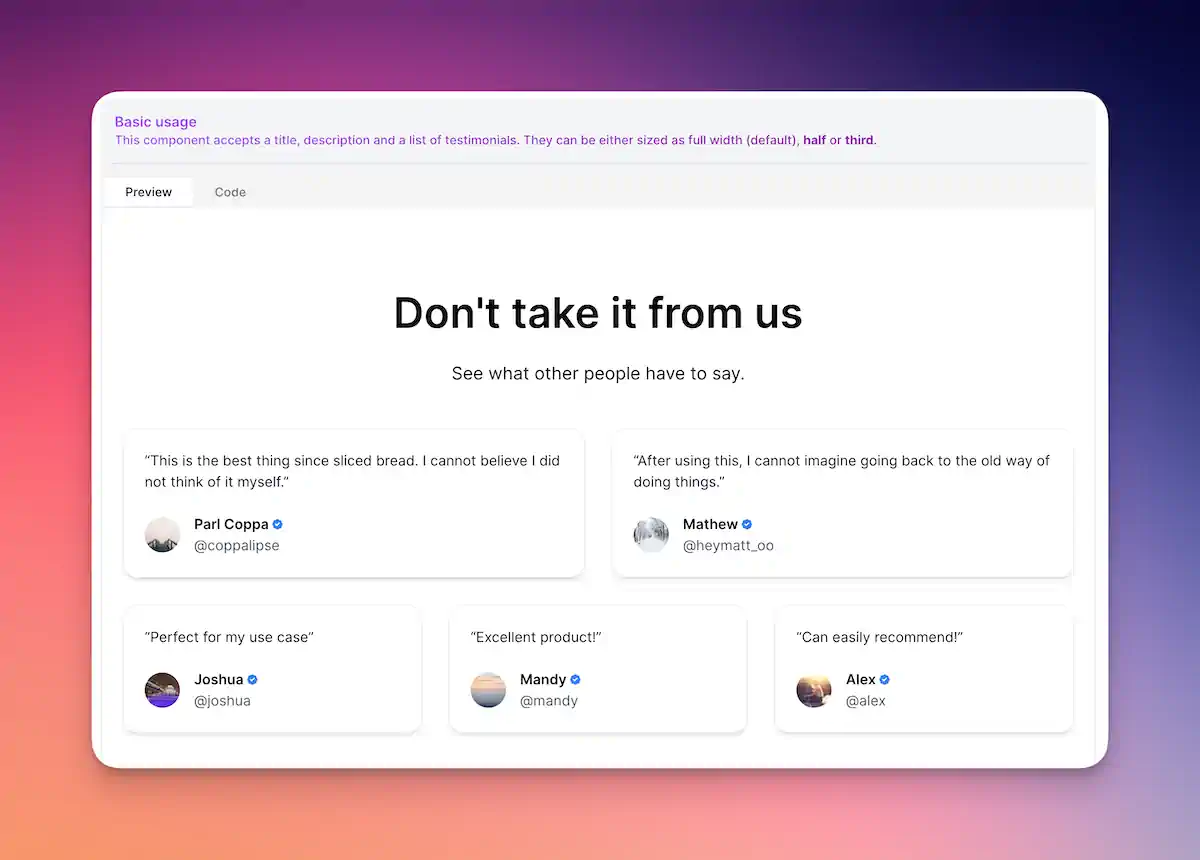 Basic usage
This component accepts a title, description and a list of testimonials. They can be either sized as full width (default), half or third.
Preview
Code
Don't take it from us
See what other people have to say.
“This is the best thing since sliced bread. I cannot believe I did
not think of it myself.”
Parl Coppa
@coppalipse
“After using this, I cannot imagine going back to the old way of
doing things.”
Mathew
@heymatt_oo
“Perfect for my use case”
Joshua
@joshua
“Excellent product!”
Mandy
@mandy
“Can easily recommend!”
Alex
@alex